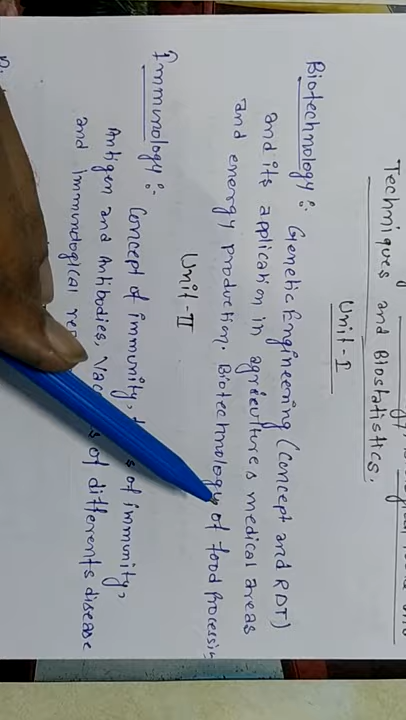 Techniques and Biostatistics.
Unit-I
Biotechnology :- Genetic Engineering (concept and RDT)
and its application in agriculture s medical areas
and energy production. Biotechnology of food Processin
Unit-II
Immunology :- Concept of immunity, s of immunity,
Antigen and Antibodies, Vac s of differents disease
and immunological